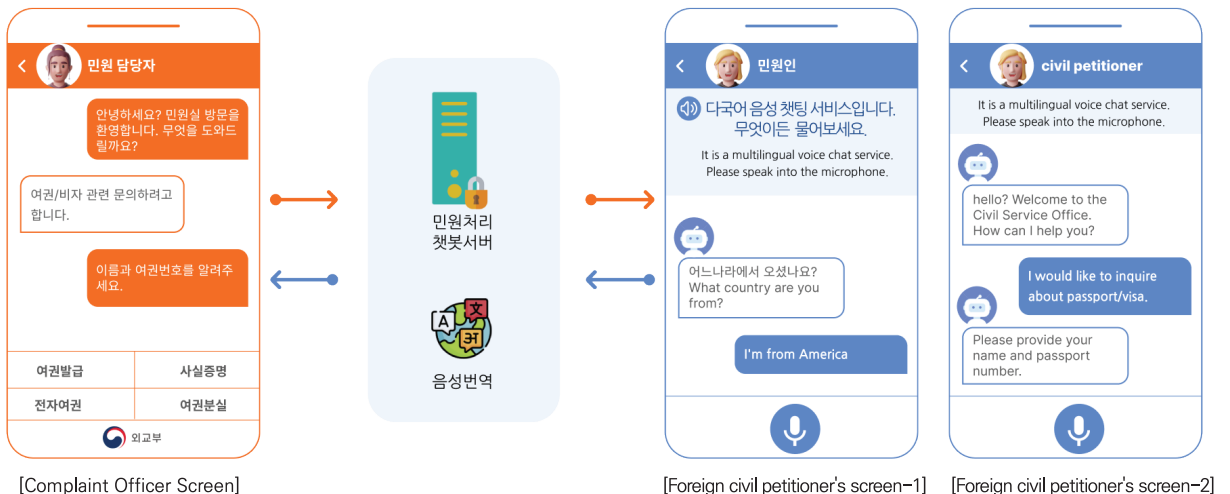 민원 담당자
안녕하세요? 민원실 방문을
환영합니다. 무엇을 도와드
릴까요?
여권/비자 관련 문의하려고
합니다.
이름과 여권번호를 알려주
세요.
여권발급 사실증명
전자여권 여권분실
외교부
[Complaint Officer Screen]
민원처리
챗봇서버
A 文 अ
음성번역
민원인
다국어 음성 챗팅 서비스입니다.
무엇이든 물어보세요.
It is a multilingual voice chat service.
Please speak into the microphone.
어느나라에서 오셨나요?
What country are you
from?
I'm from America
[Foreign civil petitioner's screen-1]
civil petitioner
It is a multilingual voice chat service.
Please speak into the microphone.
hello? Welcome to the
Civil Service Office.
How can I help you?
I would like to inquire
about passport/visa.
Please provide your
name and passport
number.
[Foreign civil petitioner's screen-2]